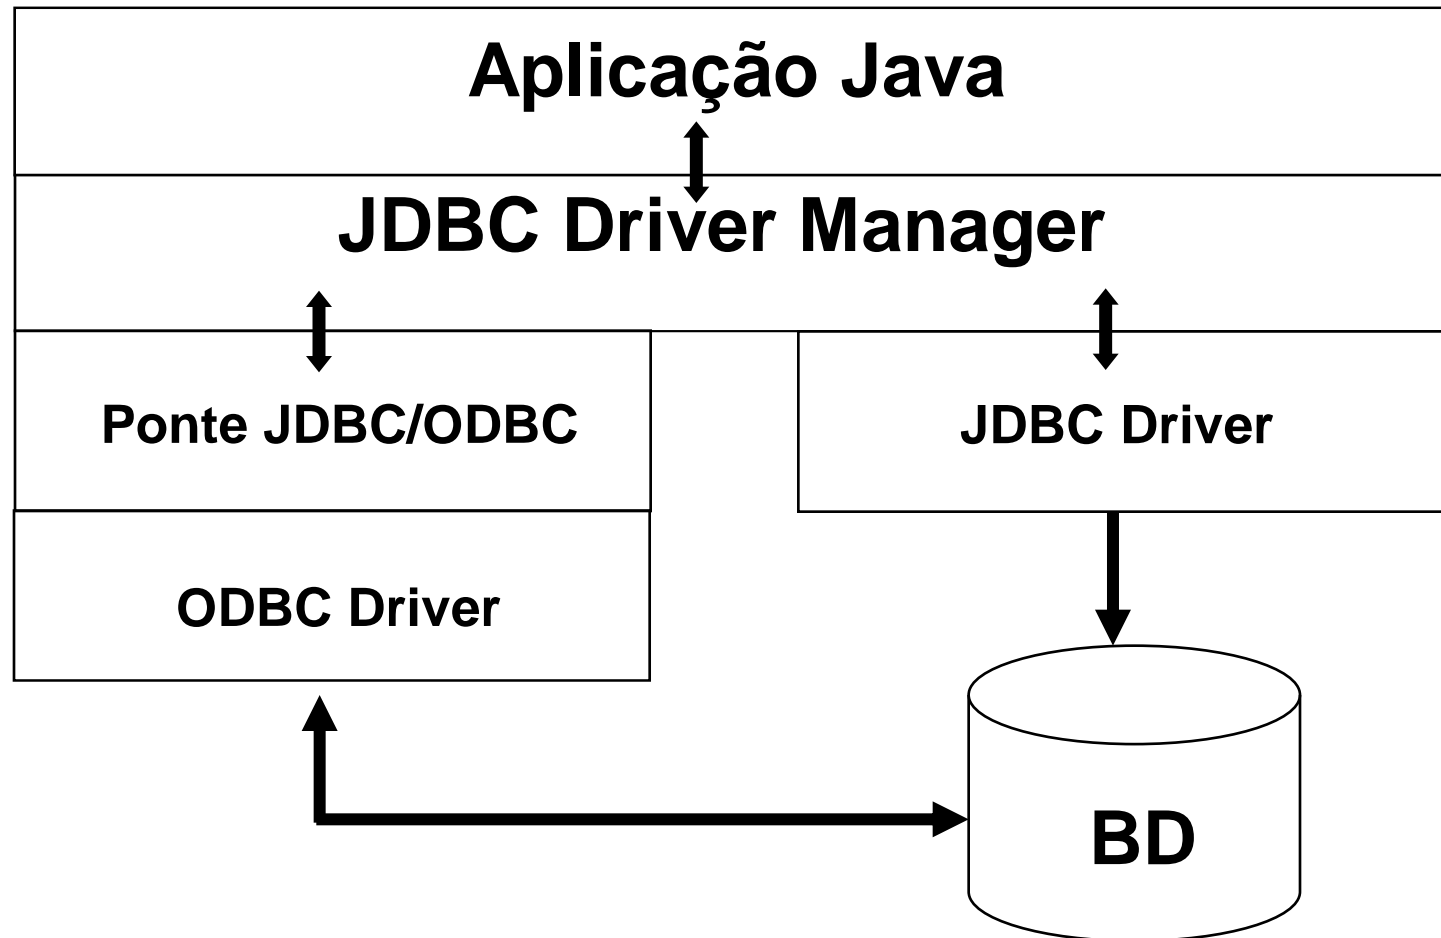 Aplicação Java
JDBC Driver Manager
Ponte JDBC/ODBC
JDBC Driver
ODBC Driver
BD